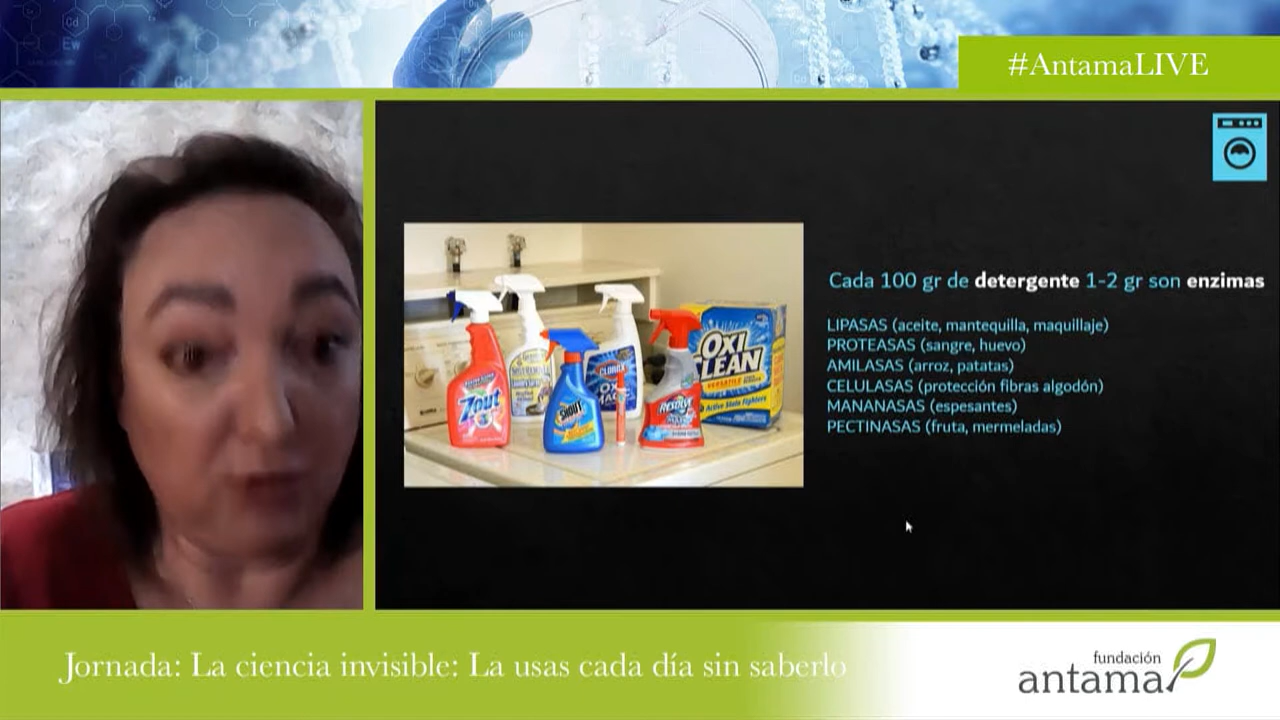 #AntamaLIVE
Cada 100 gr de detergente 1-2 gr son enzimas
LIPASAS (aceite, mantequilla, maquillaje)
PROTEASAS (sangre, huevo)
AMILASAS (arroz, patatas)
CELULASAS (protección fibras algodón)
MANANASAS (espesantes)
PECTINASAS (fruta, mermeladas)
Zout
SHOUT
CLOROX
RESOLVE
OXI
CLEAN
VERSATILE
Jornada: La ciencia invisible: La usas cada día sin saberlo
fundación
antama